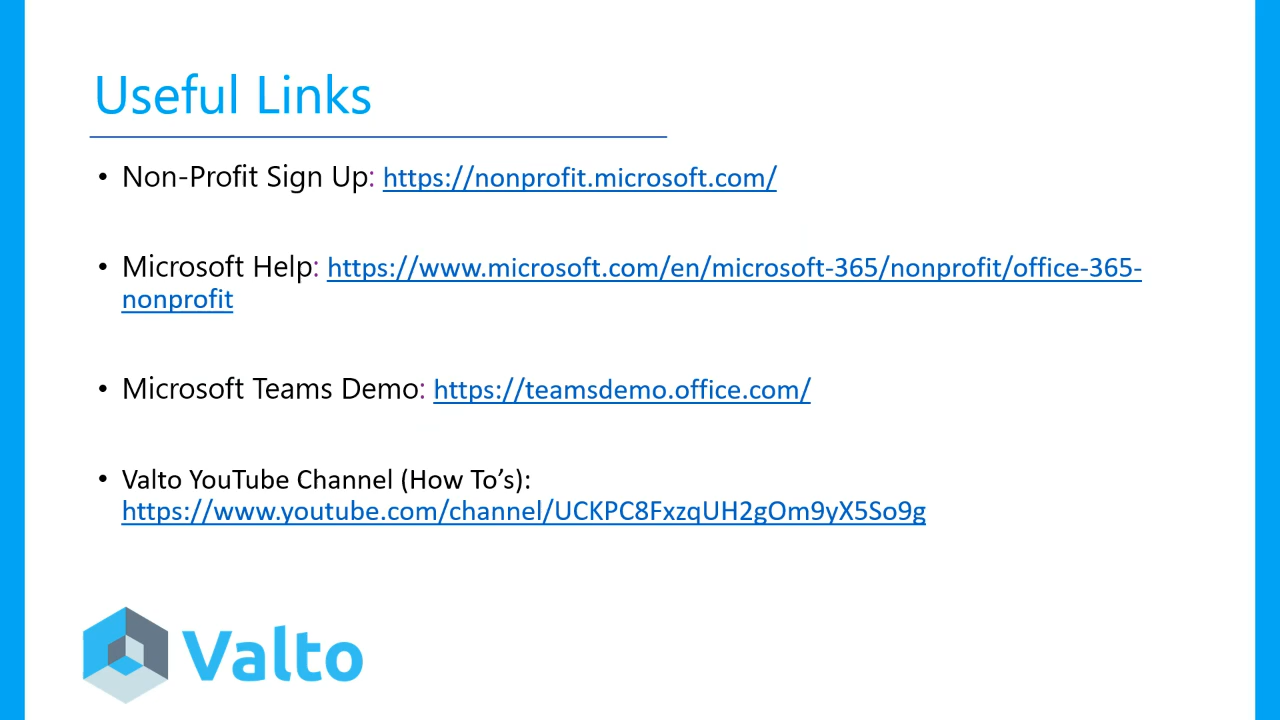 Useful Links
• Non-Profit Sign Up: https://nonprofit.microsoft.com/
• Microsoft Help: https://www.microsoft.com/en/microsoft-365/nonprofit/office-365-
nonprofit
• Microsoft Teams Demo: https://teamsdemo.office.com/
• Valto YouTube Channel (How To’s):
https://www.youtube.com/channel/UCKPC8FxzqUH2gOm9yX5So9g
Valto